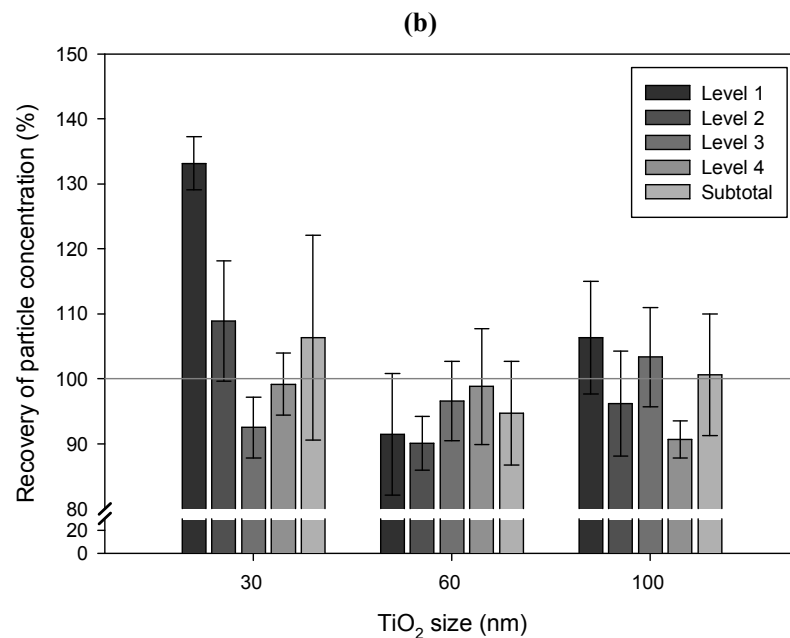 (b)
Recovery of particle concentration (%)
150
140
130
120
110
100
90
80
20
0
Level 1
Level 2
Level 3
Level 4
Subtotal
30 60 100
TiO₂ size (nm)